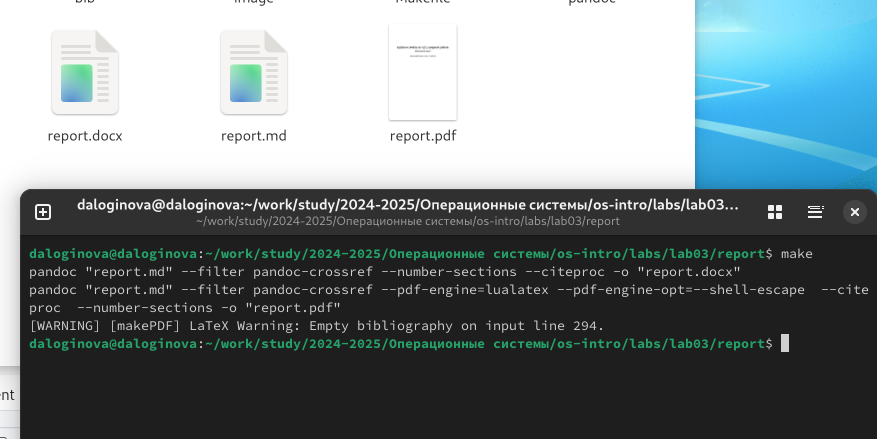 bib
image
Makefile
pandoc
report.docx
report.md
report.pdf
daloginova@daloginova:~/work/study/2024-2025/Операционные системы/os-intro/labs/lab03...
~/work/study/2024-2025/Операционные системы/os-intro/labs/lab03/report
daloginova@daloginova:~/work/study/2024-2025/Операционные системы/os-intro/labs/lab03/report$ make
pandoc "report.md" --filter pandoc-crossref --number-sections --citeproc -o "report.docx"
pandoc "report.md" --filter pandoc-crossref --pdf-engine=lualatex --pdf-engine-opt=--shell-escape  --cite
proc  --number-sections -o "report.pdf"
[WARNING] [makePDF] LaTeX Warning: Empty bibliography on input line 294.
daloginova@daloginova:~/work/study/2024-2025/Операционные системы/os-intro/labs/lab03/report$
ent